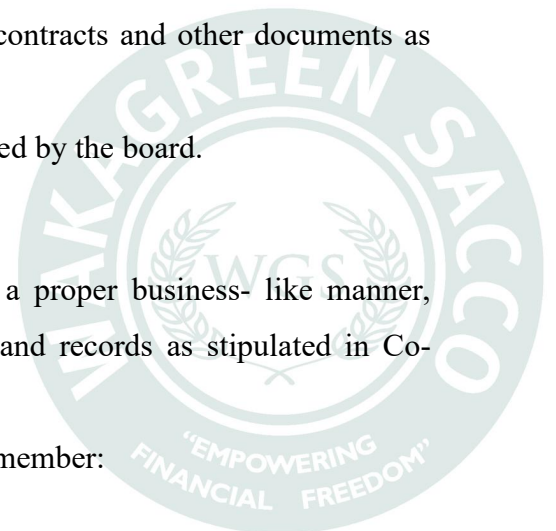 contracts and other documents as
ed by the board.
a proper business- like manner,
and records as stipulated in Co-
member:
WAKAGREEN SACCO
WGS
“EMPOWERING
FINANCIAL FREEDOM”